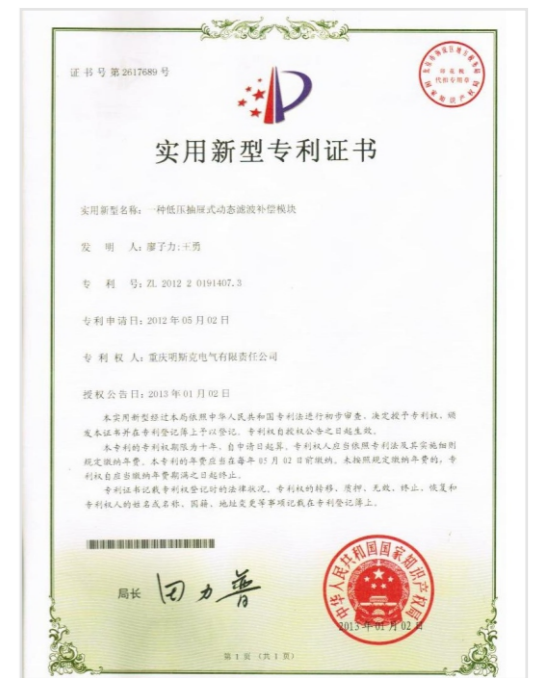 证书号第2617689号
实用新型专利证书
实用新型名称：一种低压抽屉式动态滤波补偿模块
发 明 人：廖子力;王勇
专 利 号：ZL 2012 2 0191407.3
专利申请日：2012年05月02日
专 利 权 人：重庆明斯克电气有限责任公司
授权公告日：2013年01月02日
本实用新型经过本局依照中华人民共和国专利法进行初步审查，决定授予专利权，颁
发本证书并在专利登记簿上予以登记。专利权自授权公告之日起生效。
本专利的专利权期限为十年，自申请日起算。专利权人应当依照专利法及其实施细则
规定缴纳年费。本专利的年费应当在每年05月02日前缴纳。未按照规定缴纳年费的，专
利权自应当缴纳年费期满之日起终止。
专利证书记载专利权登记时的法律状况。专利权的转移、质押、无效、终止、恢复和
专利权人的姓名或名称、国籍、地址变更等事项记载在专利登记簿上。
局长 田力普
中华人民共和国国家知识产权局
2013年01月02日
第1页（共1页）